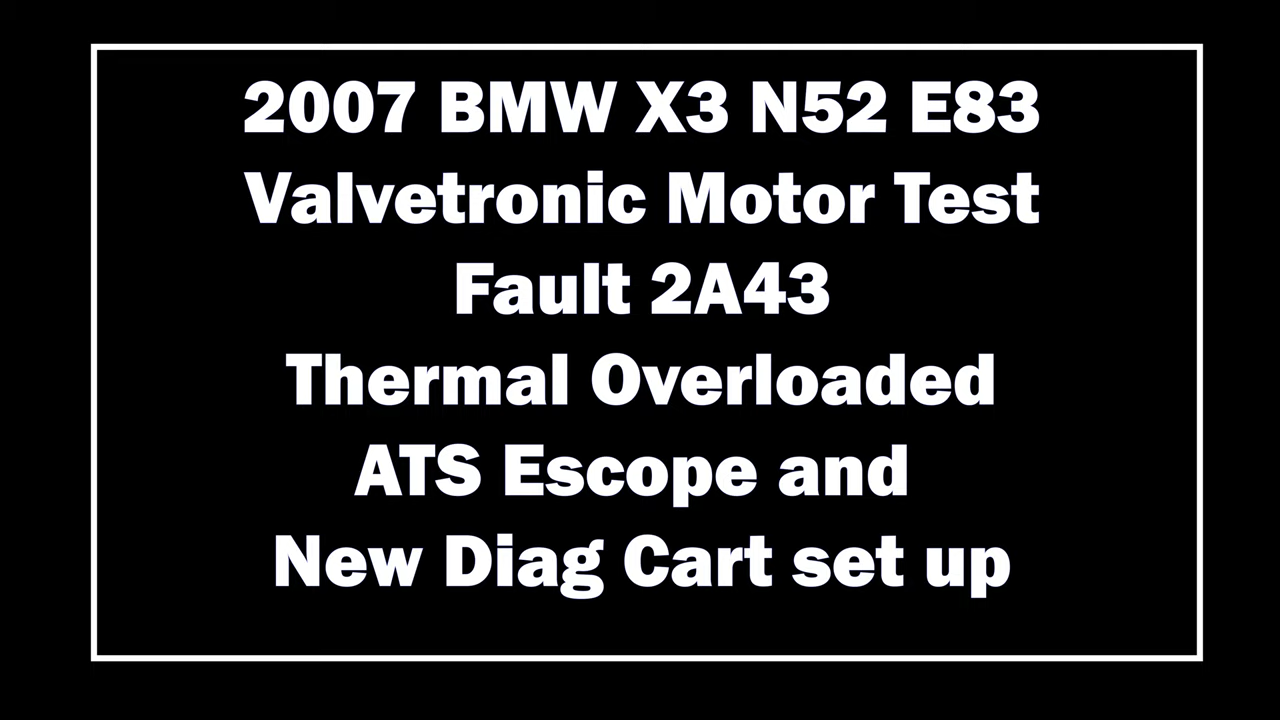 2007 BMW X3 N52 E83
Valvetronic Motor Test
Fault 2A43
Thermal Overloaded
ATS Escope and
New Diag Cart set up